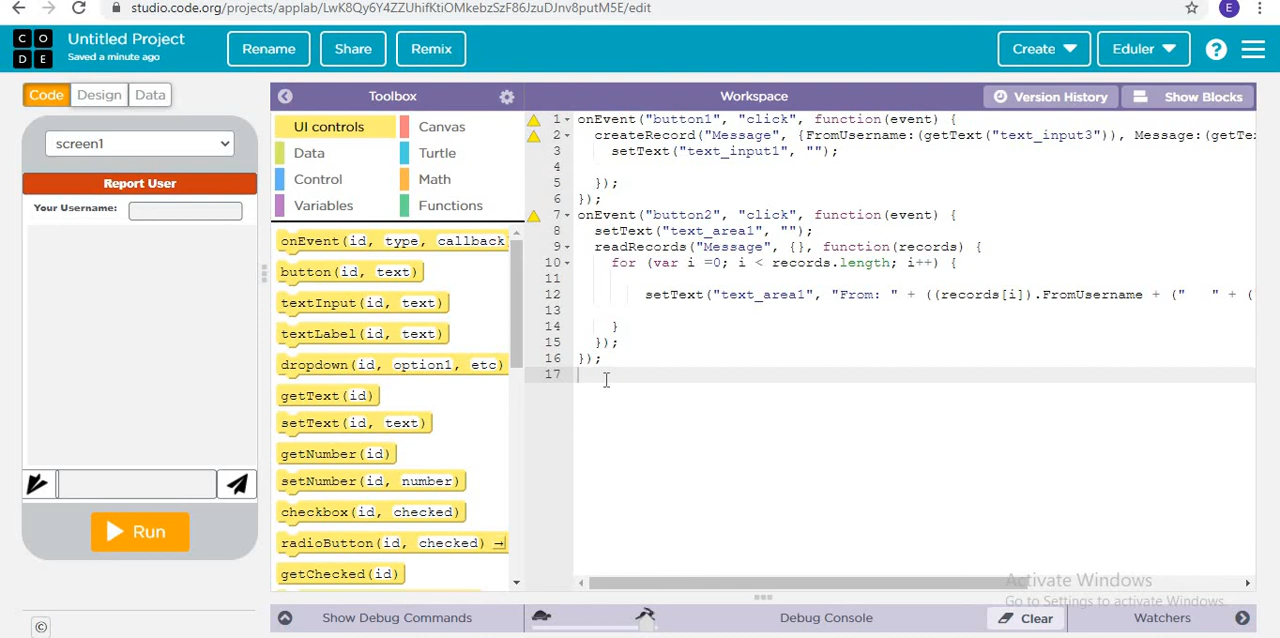 studio.code.org/projects/applab/LwK8Qy6Y4ZZUhifKtiOMkebzSzF86JzuDJnv8putM5E/edit
E
C O D E
Untitled Project
Saved a minute ago
Rename
Share
Remix
Create
Eduler
?
Code
Design
Data
Toolbox
Workspace
Version History
Show Blocks
screen1
Report User
Your Username:
Run
©
UI controls
Canvas
Data
Turtle
Control
Math
Variables
Functions
onEvent(id, type, callback
button(id, text)
textInput(id, text)
textLabel(id, text)
dropdown(id, option1, etc)
getText(id)
setText(id, text)
getNumber(id)
setNumber(id, number)
checkbox(id, checked)
radioButton(id, checked)
getChecked(id)
1 onEvent("button1", "click", function(event) {
2 createRecord("Message", {FromUsername:(getText("text_input3")), Message:(getTe
3 setText("text_input1", "");
4
5 });
6 });
7 onEvent("button2", "click", function(event) {
8 setText("text_area1", "");
9 readRecords("Message", {}, function(records) {
10 for (var i =0; i < records.length; i++) {
11
12 setText("text_area1", "From: " + ((records[i]).FromUsername + ("   " + (
13
14 }
15 });
16 });
17
Activate Windows
Go to Settings to activate Windows.
Show Debug Commands
Debug Console
Clear
Watchers